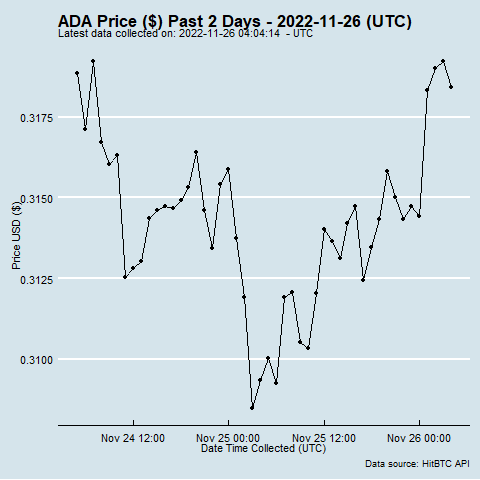 ADA Price ($) Past 2 Days - 2022-11-26 (UTC)
Latest data collected on: 2022-11-26 04:04:14 - UTC
Price USD ($)
0.3175
0.3150
0.3125
0.3100
Nov 24 12:00 Nov 25 00:00 Nov 25 12:00 Nov 26 00:00
Date Time Collected (UTC)
Data source: HitBTC API